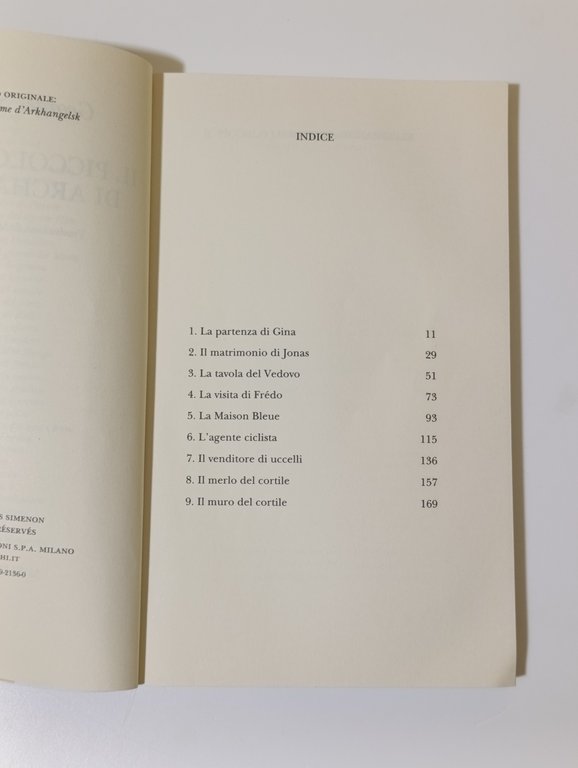 ORIGINALE:
me d'Arkhangelsk
SIMENON
RÉSERVÉS
S.P.A. MILANO
INDICE
1. La partenza di Gina 11
2. Il matrimonio di Jonas 29
3. La tavola del Vedovo 51
4. La visita di Frédo 73
5. La Maison Bleue 93
6. L'agente ciclista 115
7. Il venditore di uccelli 136
8. Il merlo del cortile 157
9. Il muro del cortile 169